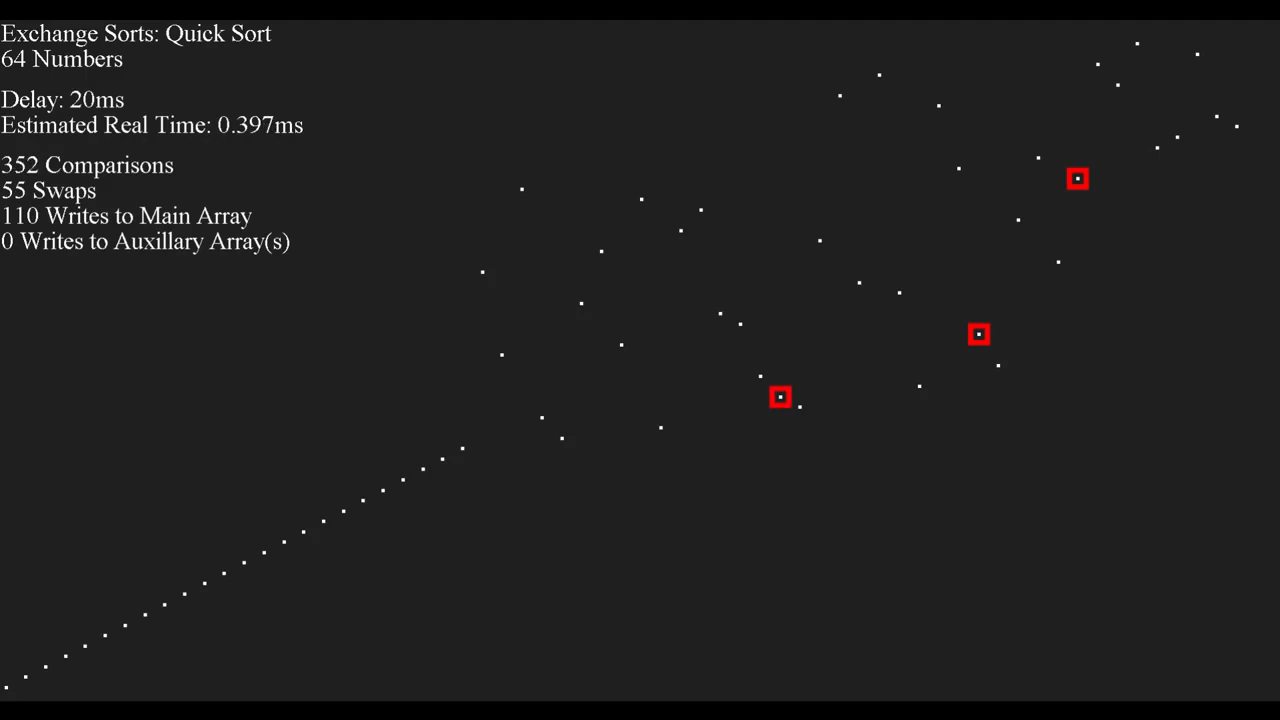 Exchange Sorts: Quick Sort
64 Numbers
Delay: 20ms
Estimated Real Time: 0.397ms
352 Comparisons
55 Swaps
110 Writes to Main Array
0 Writes to Auxillary Array(s)